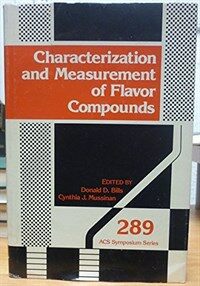 Characterization
and Measurement
of Flavor
Compounds
EDITED BY
Donald D. Bills
Cynthia J. Mussinan
289
ACS Symposium Series